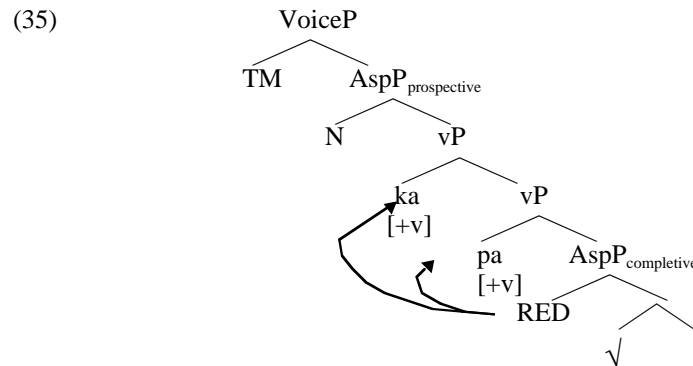 (35) VoiceP
TM AspPprospective
N vP
ka vP
[+v]
pa AspPcompletive
[+v]
RED
√